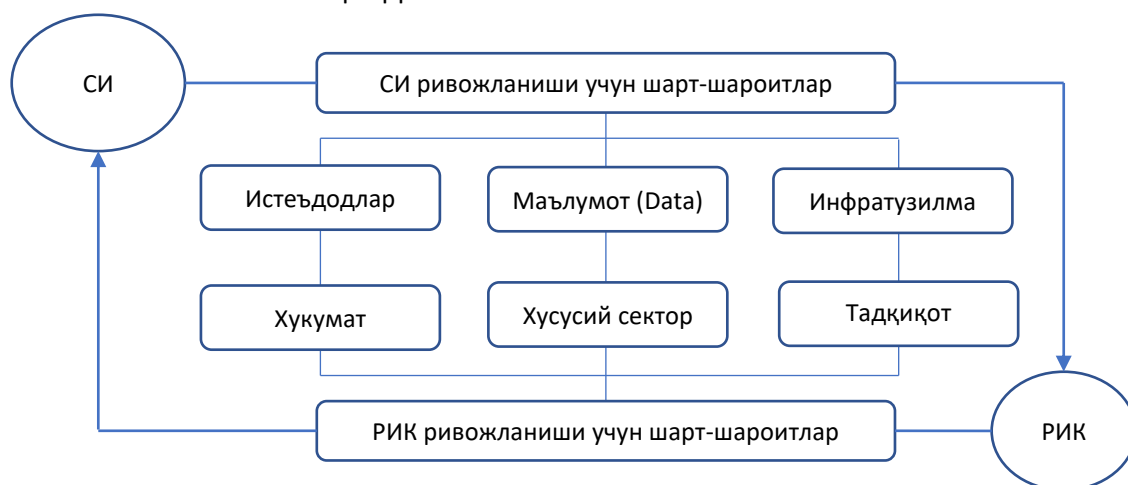 СИ
СИ ривожланиши учун шарт-шароитлар
Истеъдодлар
Маълумот (Data)
Инфратузилма
Хукумат
Хусусий сектор
Тадқиқот
РИК ривожланиши учун шарт-шароитлар
РИК